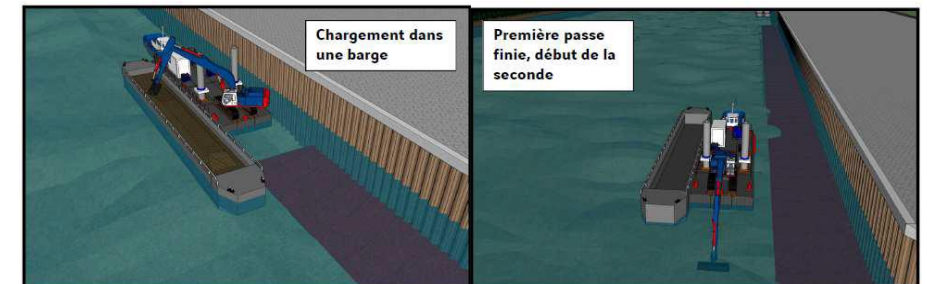 Chargement dans
une barge
Première passe
finie, début de la
seconde